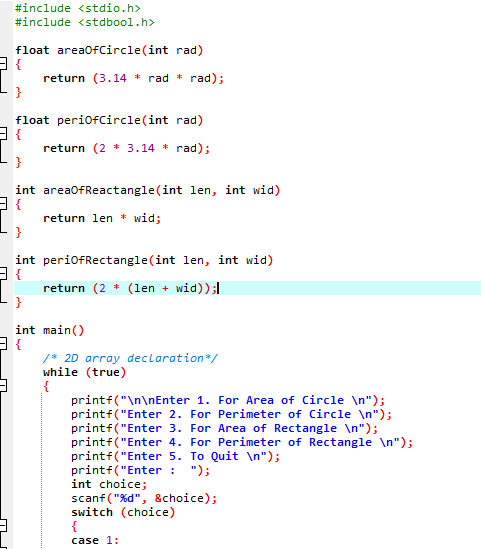 #include <stdio.h>
#include <stdbool.h>

float areaOfCircle(int rad)
{
    return (3.14 * rad * rad);
}

float periOfCircle(int rad)
{
    return (2 * 3.14 * rad);
}

int areaOfReactangle(int len, int wid)
{
    return len * wid;
}

int periOfRectangle(int len, int wid)
{
    return (2 * (len + wid));
}

int main()
{
    /* 2D array declaration*/
    while (true)
    {
        printf("\n\nEnter 1. For Area of Circle \n");
        printf("Enter 2. For Perimeter of Circle \n");
        printf("Enter 3. For Area of Rectangle \n");
        printf("Enter 4. For Perimeter of Rectangle \n");
        printf("Enter 5. To Quit \n");
        printf("Enter :  ");
        int choice;
        scanf("%d", &choice);
        switch (choice)
        {
        case 1: